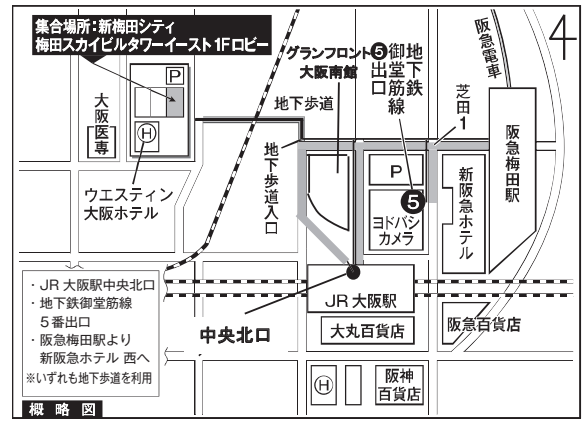 集合場所：新梅田シティ
梅田スカイビルタワーイースト1Fロビー
P
大阪
医専
H
ウエスティン
大阪ホテル
地下歩道
地下歩道入口
グランフロント
大阪南館
地下鉄
御堂筋線
❺出口
阪急電車
芝田1
4
P
❺
ヨドバシ
カメラ
新阪急ホテル
阪急梅田駅
・JR 大阪駅中央北口
・地下鉄御堂筋線
5番出口
・阪急梅田駅より
新阪急ホテル 西へ
※いずれも地下歩道を利用
中央北口
JR 大阪駅
大丸百貨店
阪急百貨店
H
阪神
百貨店
概略図